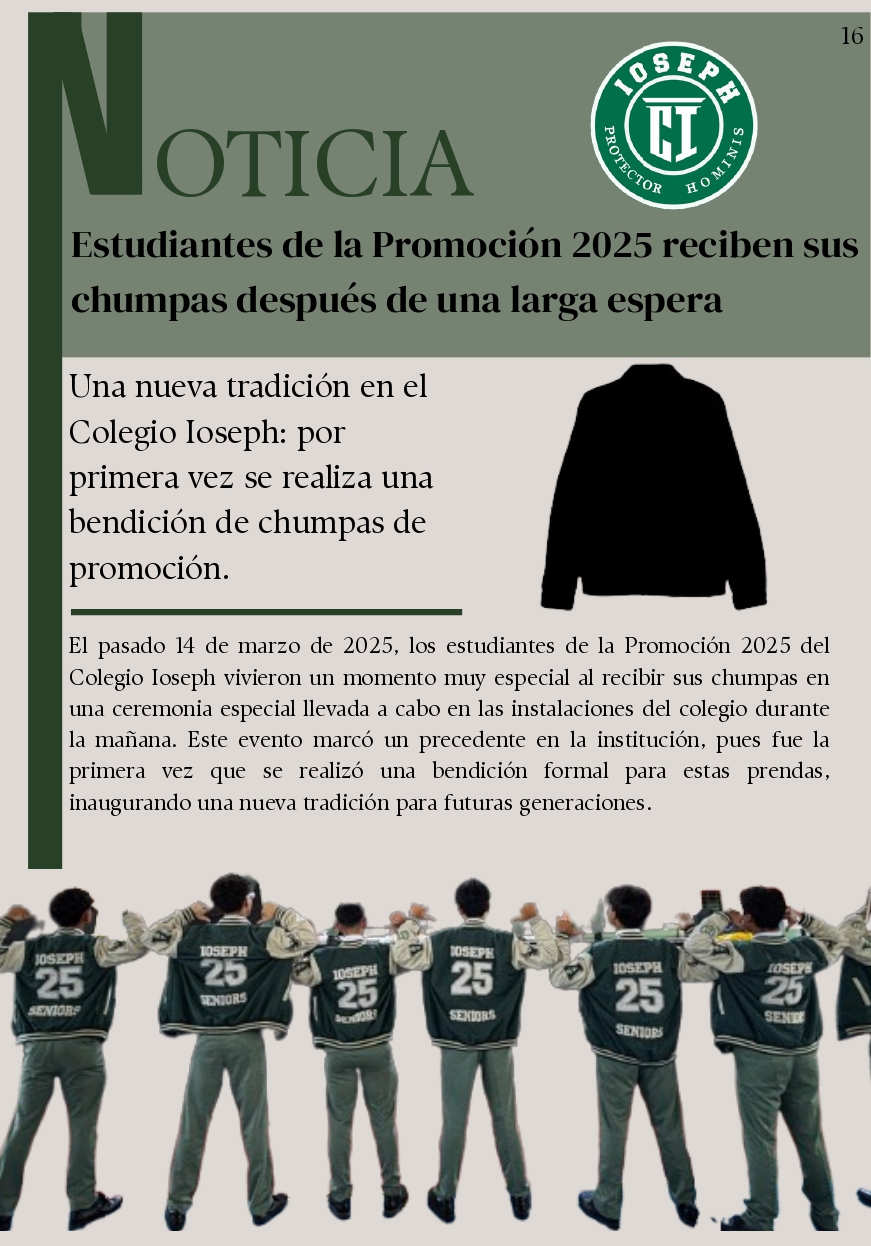 16
NOTICIA
IOSEPH
CI
PROTECTOR HOMINIS
Estudiantes de la Promoción 2025 reciben sus
chumpas después de una larga espera
Una nueva tradición en el
Colegio Ioseph: por
primera vez se realiza una
bendición de chumpas de
promoción.
El pasado 14 de marzo de 2025, los estudiantes de la Promoción 2025 del
Colegio Ioseph vivieron un momento muy especial al recibir sus chumpas en
una ceremonia especial llevada a cabo en las instalaciones del colegio durante
la mañana. Este evento marcó un precedente en la institución, pues fue la
primera vez que se realizó una bendición formal para estas prendas,
inaugurando una nueva tradición para futuras generaciones.
IOSEPH
25
SENIORS
IOSEPH
25
SENIORS
IOSEPH
25
SENIORS
IOSEPH
25
SENIORS
IOSEPH
25
SENIORS
IOSEPH
25
SENIOR